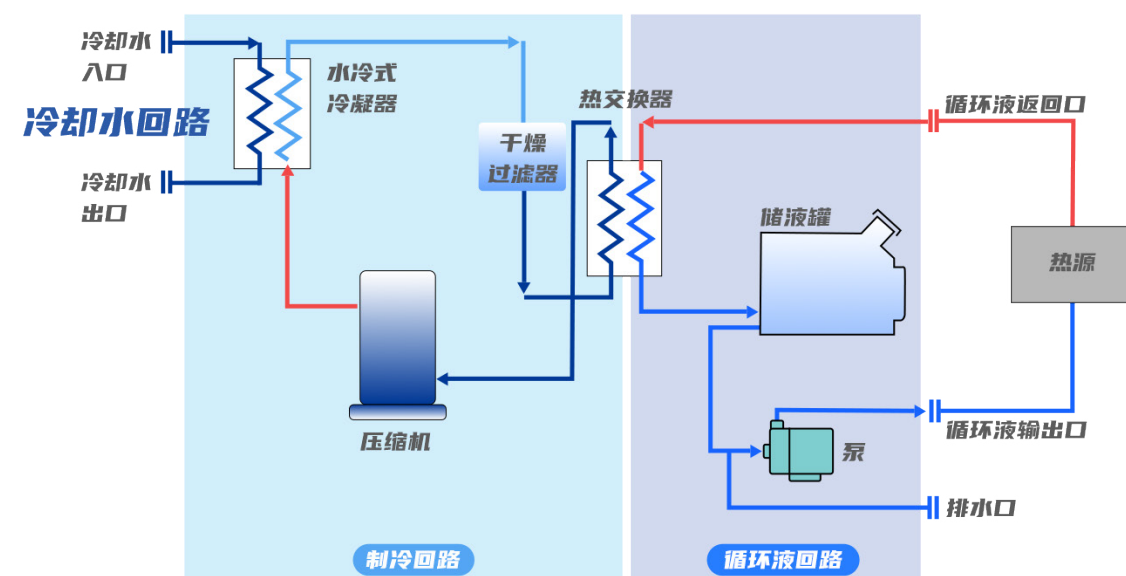 冷却水
入口
冷却水回路
冷却水
出口
水冷式
冷凝器
干燥
过滤器
压缩机
制冷回路
热交换器
储液罐
泵
循环液回路
循环液返回口
热源
循环液输出口
排水口